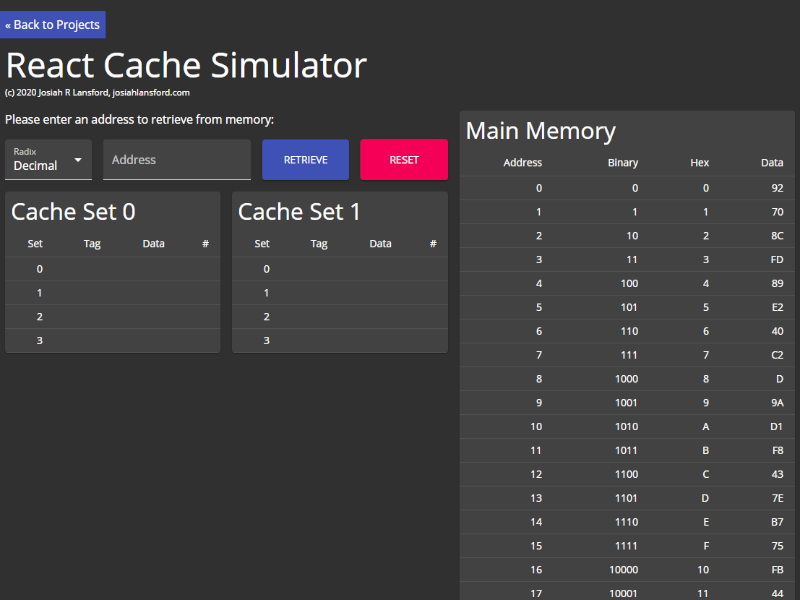 « Back to Projects
React Cache Simulator
(c) 2020 Josiah R Lansford, josiahlansford.com
Please enter an address to retrieve from memory:
Radix
Decimal
Address
RETRIEVE
RESET
Cache Set 0
Set Tag Data #
0
1
2
3
Cache Set 1
Set Tag Data #
0
1
2
3
Main Memory
Address Binary Hex Data
0 0 0 92
1 1 1 70
2 10 2 8C
3 11 3 FD
4 100 4 89
5 101 5 E2
6 110 6 40
7 111 7 C2
8 1000 8 D
9 1001 9 9A
10 1010 A D1
11 1011 B F8
12 1100 C 43
13 1101 D 7E
14 1110 E B7
15 1111 F 75
16 10000 10 FB
17 10001 11 44